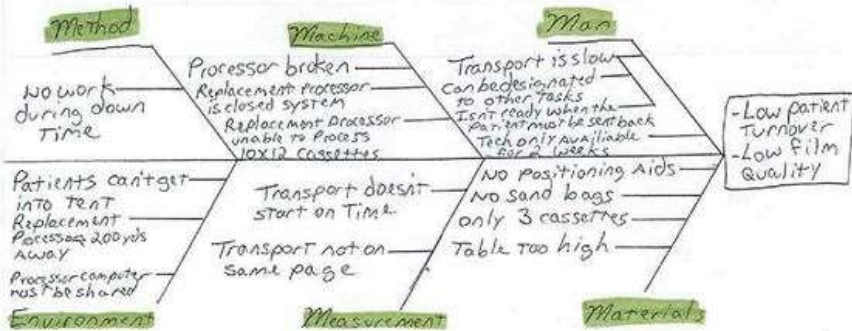 Method
No work
during down
Time
Machine
Processor broken
Replacement processor
is closed system
Replacement processor
unable to Process
10x12 Cassettes
Man
Transport is slow
Can be designated
to other Tasks
Isn't ready when the
patient must be sent back
Tech only Available
for 2 weeks
-Low patient
Turnover
-Low film
Quality
Patients can't get
into Tent
Replacement
Processor 200 yds
Away
Processor computer
must be shared
Environment
Transport doesn't
start on Time
Transport not on
same page
Measurement
No Positioning Aids
No Sand bags
only 3 cassettes
Table Too high
Materials